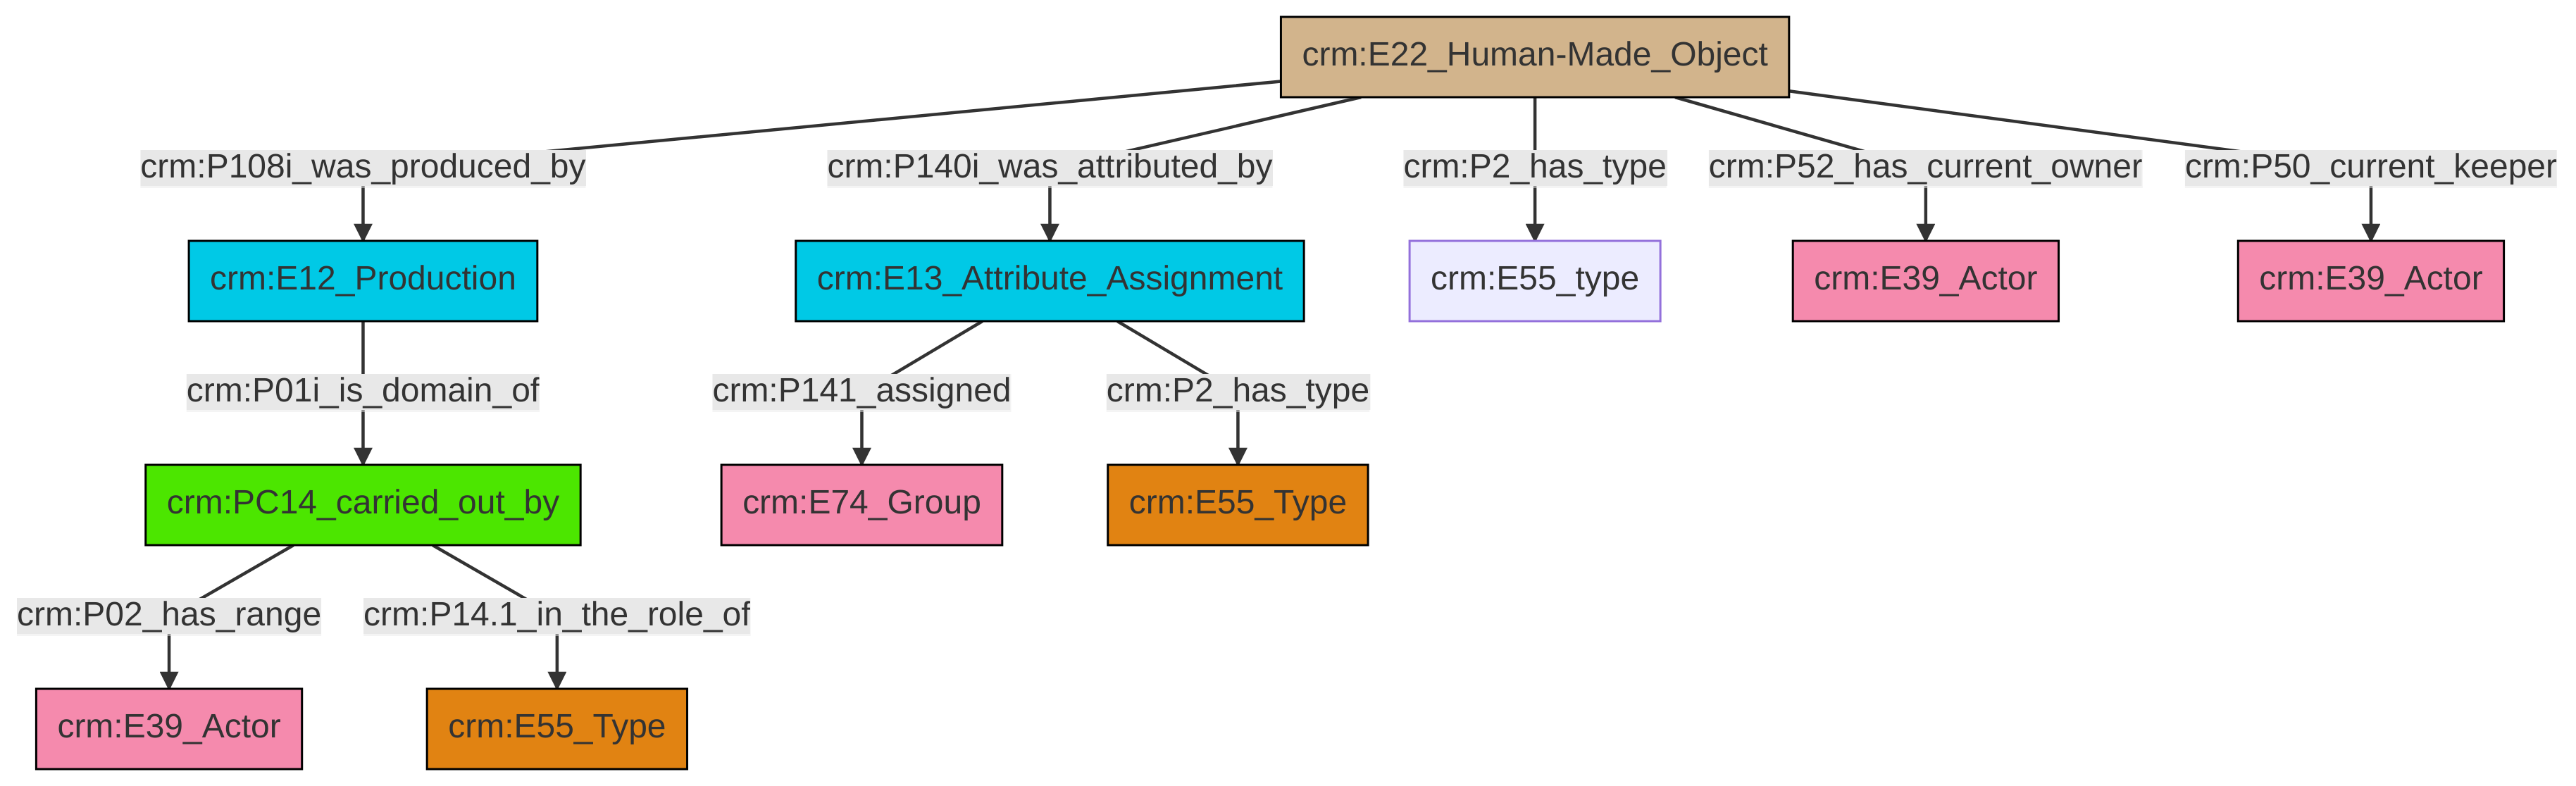 crm:E22_Human-Made_Object
crm:P108i_was_produced_by
crm:P140i_was_attributed_by
crm:P2_has_type
crm:P52_has_current_owner
crm:P50_current_keeper
crm:E12_Production
crm:E13_Attribute_Assignment
crm:E55_type
crm:E39_Actor
crm:E39_Actor
crm:P01i_is_domain_of
crm:P141_assigned
crm:P2_has_type
crm:PC14_carried_out_by
crm:E74_Group
crm:E55_Type
crm:P02_has_range
crm:P14.1_in_the_role_of
crm:E39_Actor
crm:E55_Type